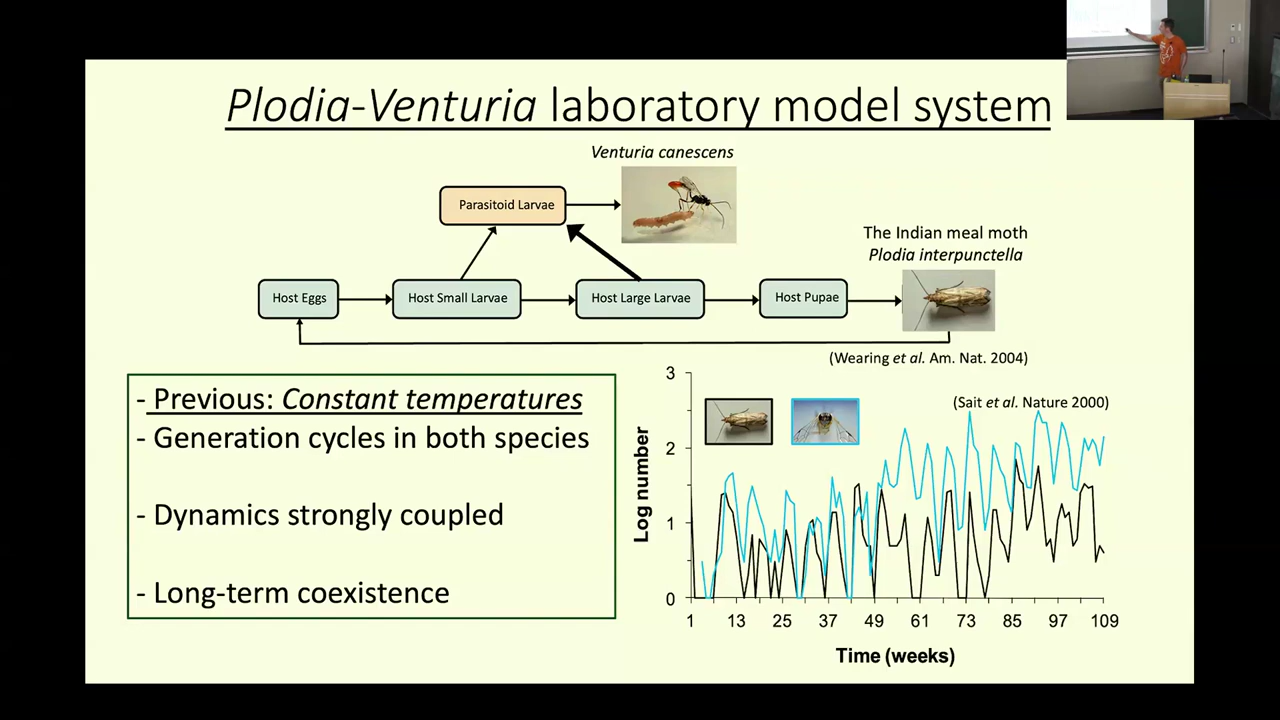 Plodia-Venturia laboratory model system
Venturia canescens
Parasitoid Larvae
The Indian meal moth
Plodia interpunctella
Host Eggs
Host Small Larvae
Host Large Larvae
Host Pupae
(Wearing et al. Am. Nat. 2004)
- Previous: Constant temperatures
- Generation cycles in both species
- Dynamics strongly coupled
- Long-term coexistence
(Sait et al. Nature 2000)
Log number
3
2
1
0
1 13 25 37 49 61 73 85 97 109
Time (weeks)